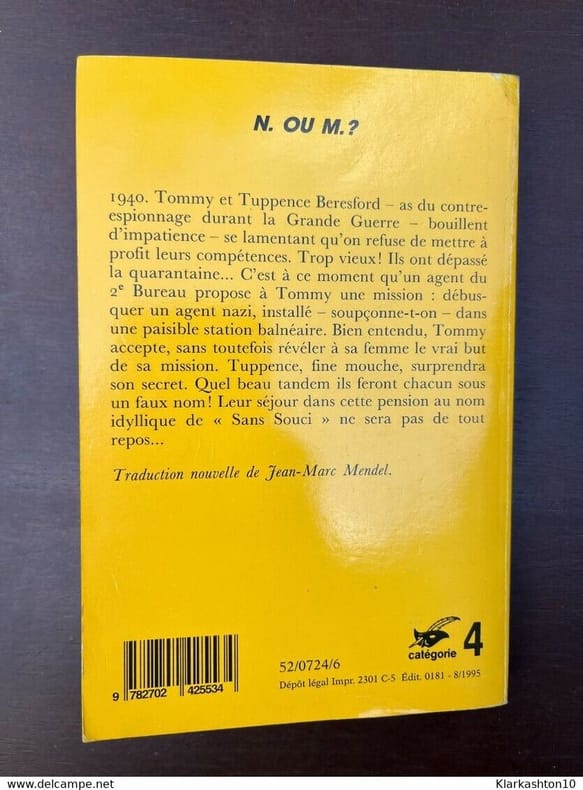 N. OU M.?
1940. Tommy et Tuppence Beresford – as du contre-
espionnage durant la Grande Guerre – bouillent
d'impatience – se lamentant qu'on refuse de mettre à
profit leurs compétences. Trop vieux! Ils ont dépassé
la quarantaine... C'est à ce moment qu'un agent du
2e Bureau propose à Tommy une mission : débus-
quer un agent nazi, installé – soupçonne-t-on – dans
une paisible station balnéaire. Bien entendu, Tommy
accepte, sans toutefois révéler à sa femme le vrai but
de sa mission. Tuppence, fine mouche, surprendra
son secret. Quel beau tandem ils feront chacun sous
un faux nom! Leur séjour dans cette pension au nom
idyllique de « Sans Souci » ne sera pas de tout
repos...
Traduction nouvelle de Jean-Marc Mendel.
9 782702 425534
52/0724/6
Dépôt légal Impr. 2301 C-5 Édit. 0181 - 8/1995
catégorie 4
www.delcampe.net
Klarkashton10